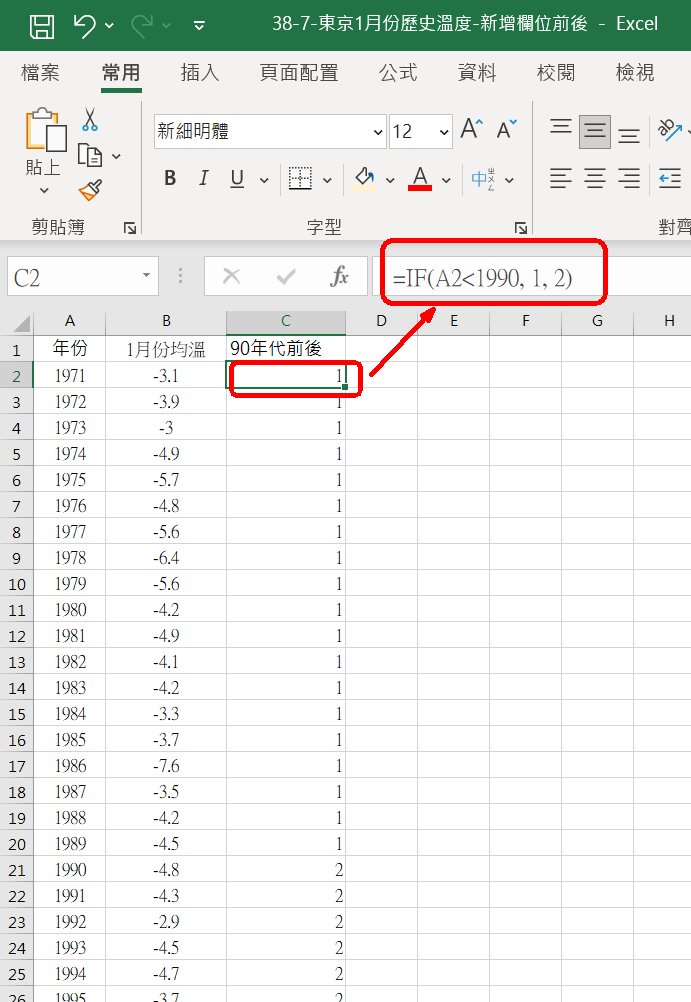 38-7-東京1月份歷史溫度-新增欄位前後 - Excel
檔案 常用 插入 頁面配置 公式 資料 校閱 檢視
貼上
新細明體 12 A A
B I U A 中
剪貼簿 字型 對齊
C2 fx =IF(A2<1990, 1, 2)
A B C D E F G H
1 年份 1月份均溫 90年代前後
2 1971 -3.1 1
3 1972 -3.9 1
4 1973 -3 1
5 1974 -4.9 1
6 1975 -5.7 1
7 1976 -4.8 1
8 1977 -5.6 1
9 1978 -6.4 1
10 1979 -5.6 1
11 1980 -4.2 1
12 1981 -4.9 1
13 1982 -4.1 1
14 1983 -4.2 1
15 1984 -3.3 1
16 1985 -3.7 1
17 1986 -7.6 1
18 1987 -3.5 1
19 1988 -4.2 1
20 1989 -4.5 1
21 1990 -4.8 2
22 1991 -4.3 2
23 1992 -2.9 2
24 1993 -4.5 2
25 1994 -4.7 2
26 1995 -3.7 2